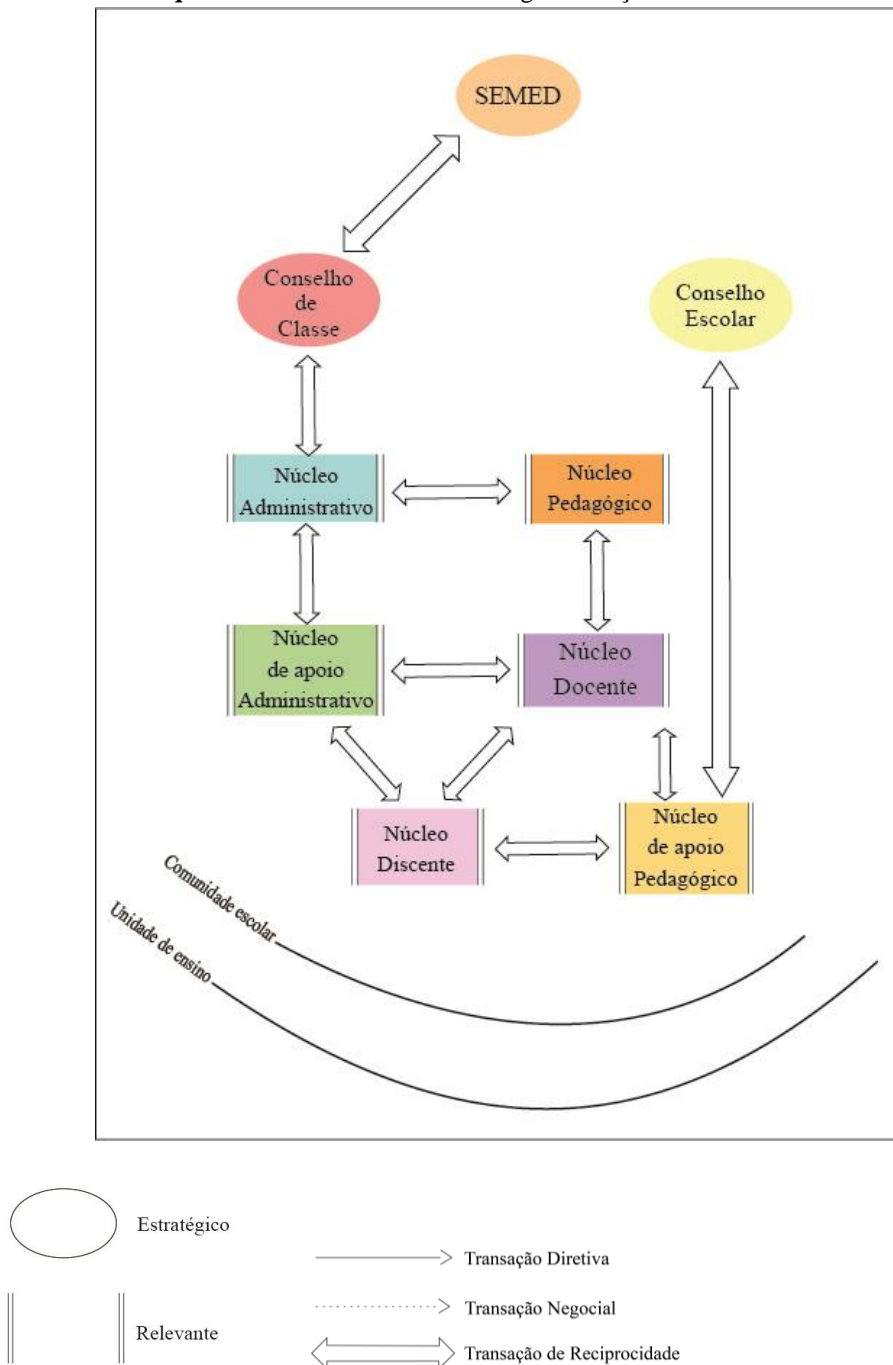 SEMED
Conselho
de
Classe
Conselho
Escolar
Núcleo
Administrativo
Núcleo
Pedagógico
Núcleo
de apoio
Administrativo
Núcleo
Docente
Núcleo
Discente
Núcleo
de apoio
Pedagógico
Comunidade escolar
Unidade de ensino
Estratégico
Transação Diretiva
Transação Negocial
Relevante
Transação de Reciprocidade